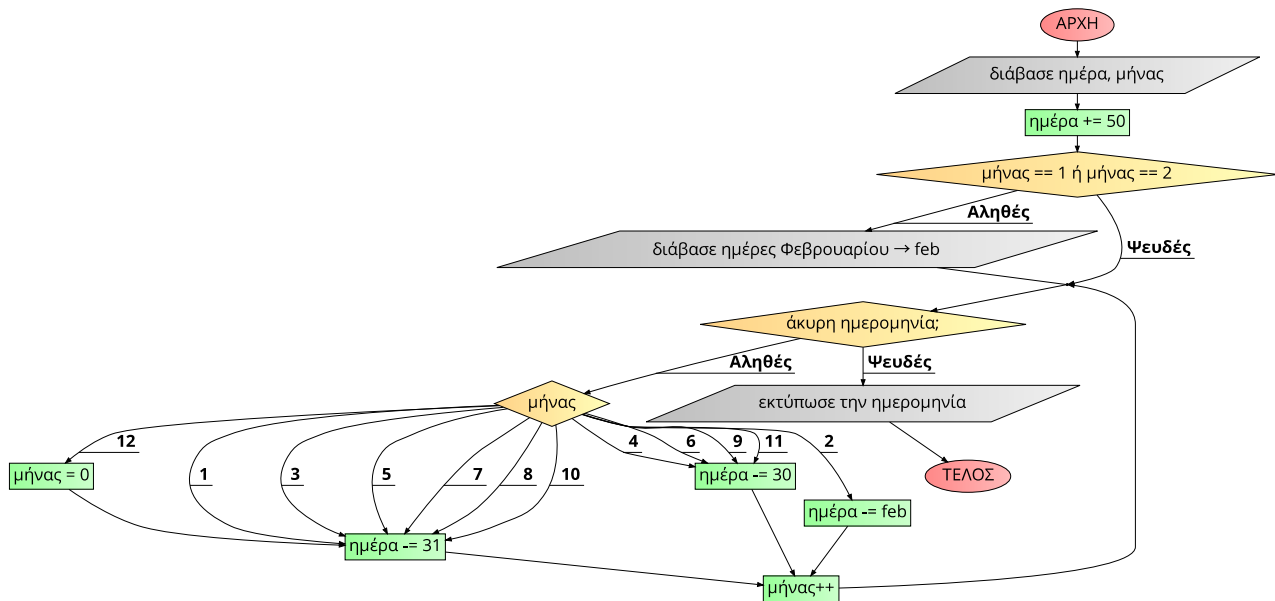 ΑΡΧΗ
διάβασε ημέρα, μήνας
ημέρα += 50
μήνας == 1 ή μήνας == 2
Αληθές
Ψευδές
διάβασε ημέρες Φεβρουαρίου → feb
άκυρη ημερομηνία;
Αληθές
Ψευδές
μήνας
εκτύπωσε την ημερομηνία
12
4
6
9
11
2
μήνας = 0
1
3
5
7
8
10
ημέρα -= 30
ΤΕΛΟΣ
ημέρα -= feb
ημέρα -= 31
μήνας++